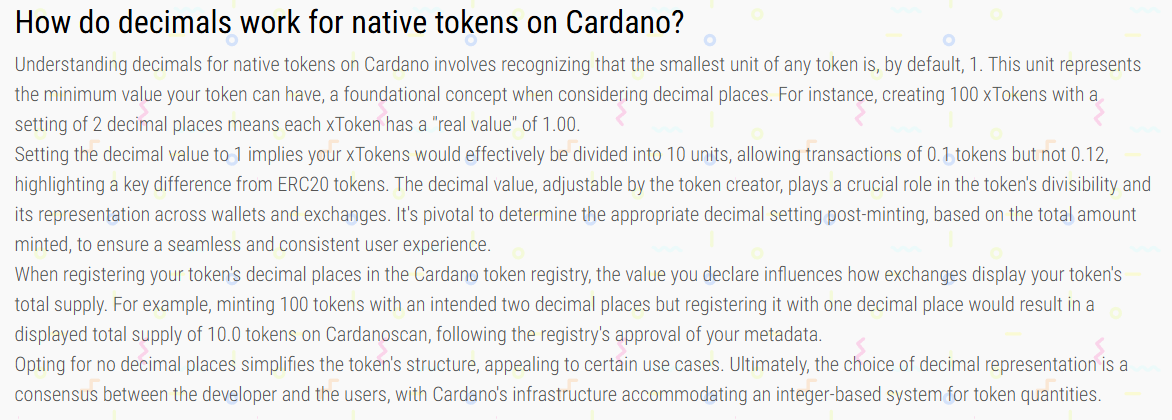 How do decimals work for native tokens on Cardano?
Understanding decimals for native tokens on Cardano involves recognizing that the smallest unit of any token is, by default, 1. This unit represents
the minimum value your token can have, a foundational concept when considering decimal places. For instance, creating 100 xTokens with a
setting of 2 decimal places means each xToken has a "real value" of 1.00.
Setting the decimal value to 1 implies your xTokens would effectively be divided into 10 units, allowing transactions of 0.1 tokens but not 0.12,
highlighting a key difference from ERC20 tokens. The decimal value, adjustable by the token creator, plays a crucial role in the token's divisibility and
its representation across wallets and exchanges. It's pivotal to determine the appropriate decimal setting post-minting, based on the total amount
minted, to ensure a seamless and consistent user experience.
When registering your token's decimal places in the Cardano token registry, the value you declare influences how exchanges display your token's
total supply. For example, minting 100 tokens with an intended two decimal places but registering it with one decimal place would result in a
displayed total supply of 10.0 tokens on Cardanoscan, following the registry's approval of your metadata.
Opting for no decimal places simplifies the token's structure, appealing to certain use cases. Ultimately, the choice of decimal representation is a
consensus between the developer and the users, with Cardano's infrastructure accommodating an integer-based system for token quantities.